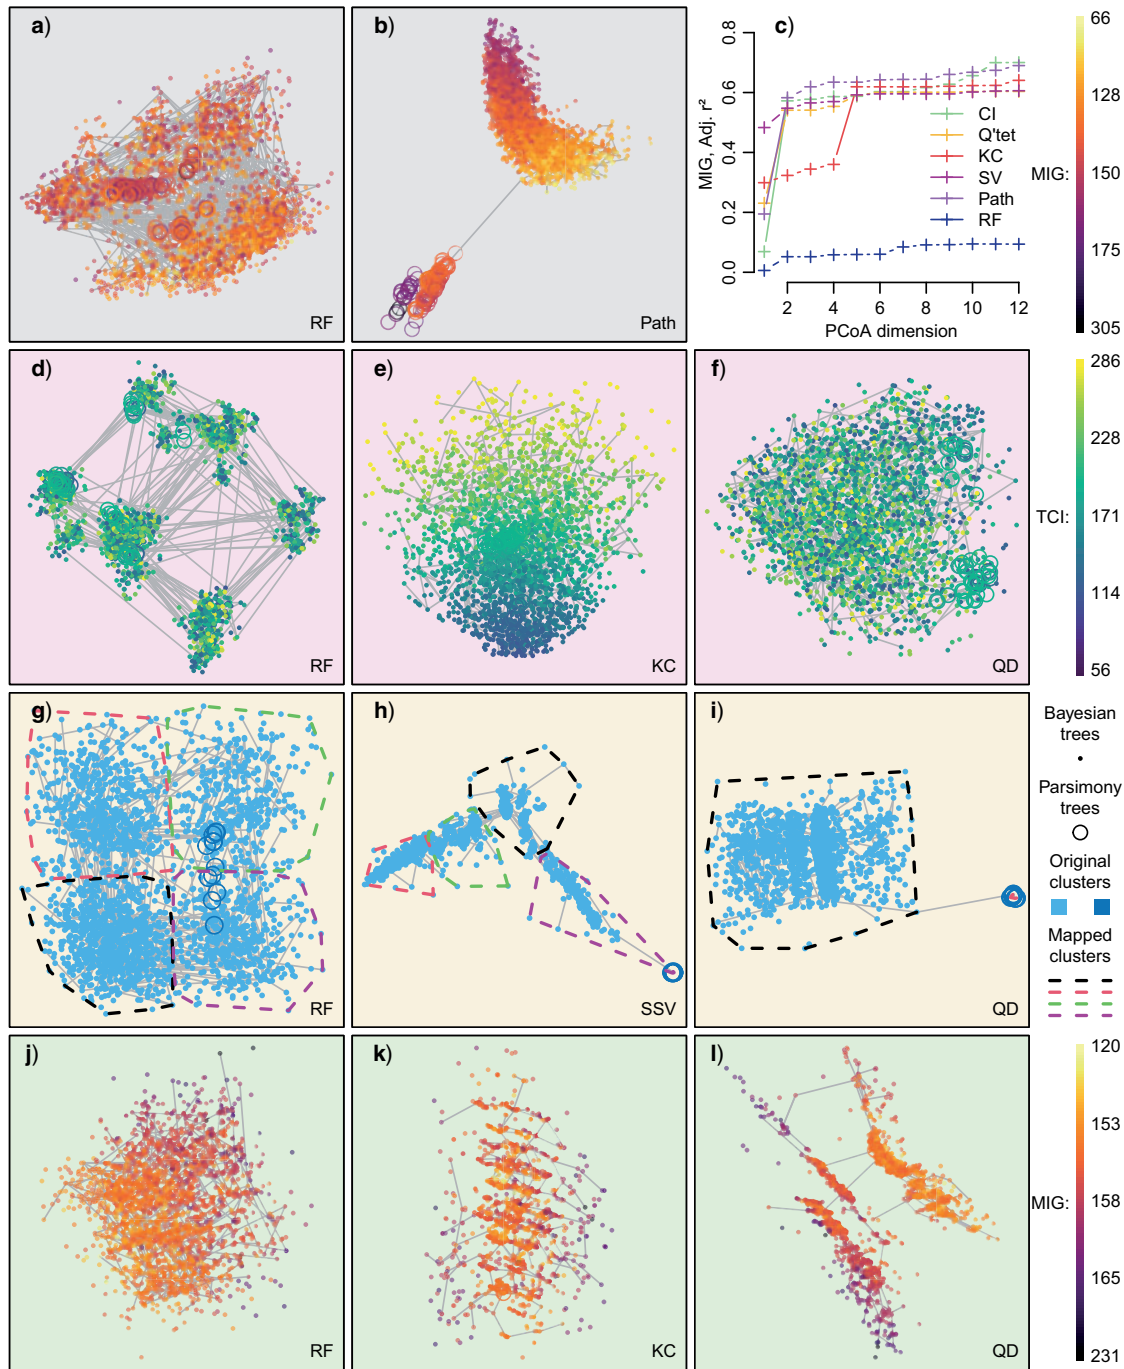 a)
RF
b)
Path
c)
MIG, Adj. r²
0.0
0.2
0.4
0.6
0.8
2
4
6
8
10
12
PCoA dimension
CI
Q'tet
KC
SV
Path
RF
MIG:
66
128
150
175
305
d)
RF
e)
KC
f)
QD
TCI:
286
228
171
114
56
g)
RF
h)
SSV
i)
QD
Bayesian
trees
Parsimony
trees
Original
clusters
Mapped
clusters
j)
RF
k)
KC
l)
QD
MIG:
120
153
158
165
231